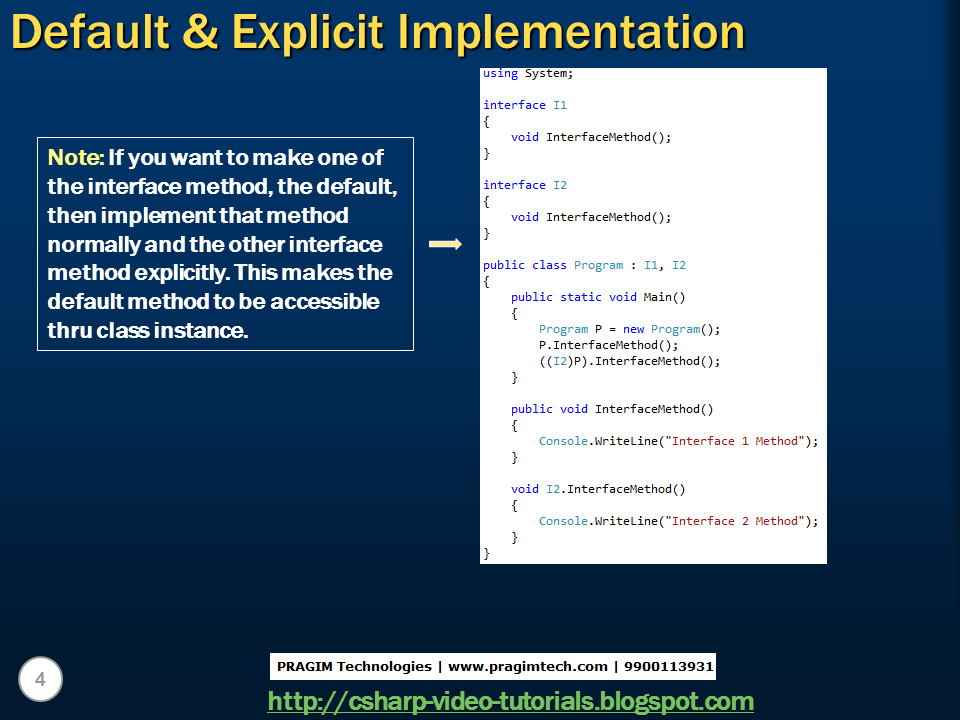 Default & Explicit Implementation
Note: If you want to make one of
the interface method, the default,
then implement that method
normally and the other interface
method explicitly. This makes the
default method to be accessible
thru class instance.
using System;
interface I1
{
void InterfaceMethod();
}
interface I2
{
void InterfaceMethod();
}
public class Program : I1, I2
{
public static void Main()
{
Program P = new Program();
P.InterfaceMethod();
((I2)P).InterfaceMethod();
}
public void InterfaceMethod()
{
Console.WriteLine("Interface 1 Method");
}
void I2.InterfaceMethod()
{
Console.WriteLine("Interface 2 Method");
}
}
4
PRAGIM Technologies | www.pragimtech.com | 9900113931
http://csharp-video-tutorials.blogspot.com